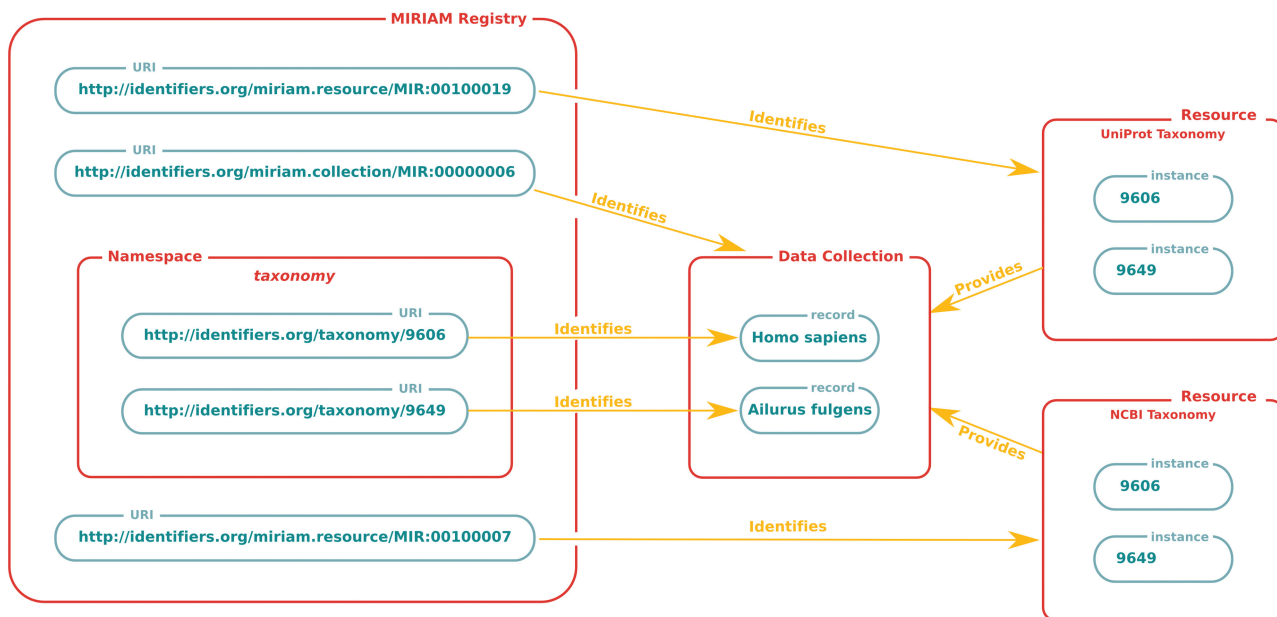 MIRIAM Registry
URI
http://identifiers.org/miriam.resource/MIR:00100019
URI
http://identifiers.org/miriam.collection/MIR:00000006
Namespace
taxonomy
URI
http://identifiers.org/taxonomy/9606
URI
http://identifiers.org/taxonomy/9649
URI
http://identifiers.org/miriam.resource/MIR:00100007
Identifies
Identifies
Identifies
Identifies
Identifies
Data Collection
record
Homo sapiens
record
Ailurus fulgens
Provides
Provides
Resource
UniProt Taxonomy
instance
9606
instance
9649
Resource
NCBI Taxonomy
instance
9606
instance
9649